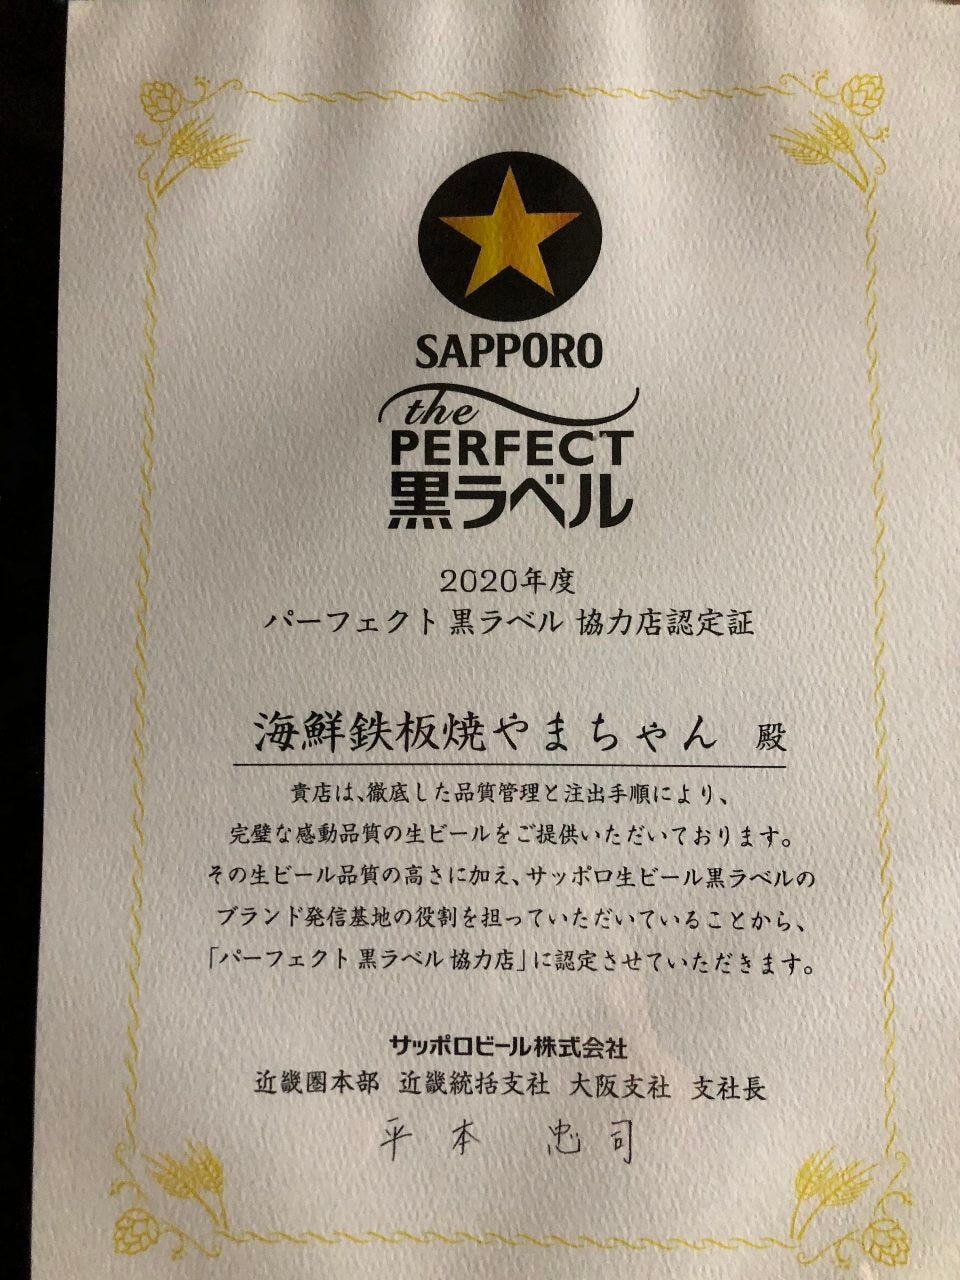 SAPPORO
the
PERFECT
黒ラベル
2020年度
パーフェクト 黒ラベル 協力店認定証
海鮮鉄板焼やまちゃん 殿
貴店は、徹底した品質管理と注出手順により、
完璧な感動品質の生ビールをご提供いただいております。
その生ビール品質の高さに加え、サッポロ生ビール黒ラベルの
ブランド発信基地の役割を担っていただいていることから、
「パーフェクト 黒ラベル 協力店」に認定させていただきます。
サッポロビール株式会社
近畿圏本部 近畿統括支社 大阪支社 支社長
平本 忠司